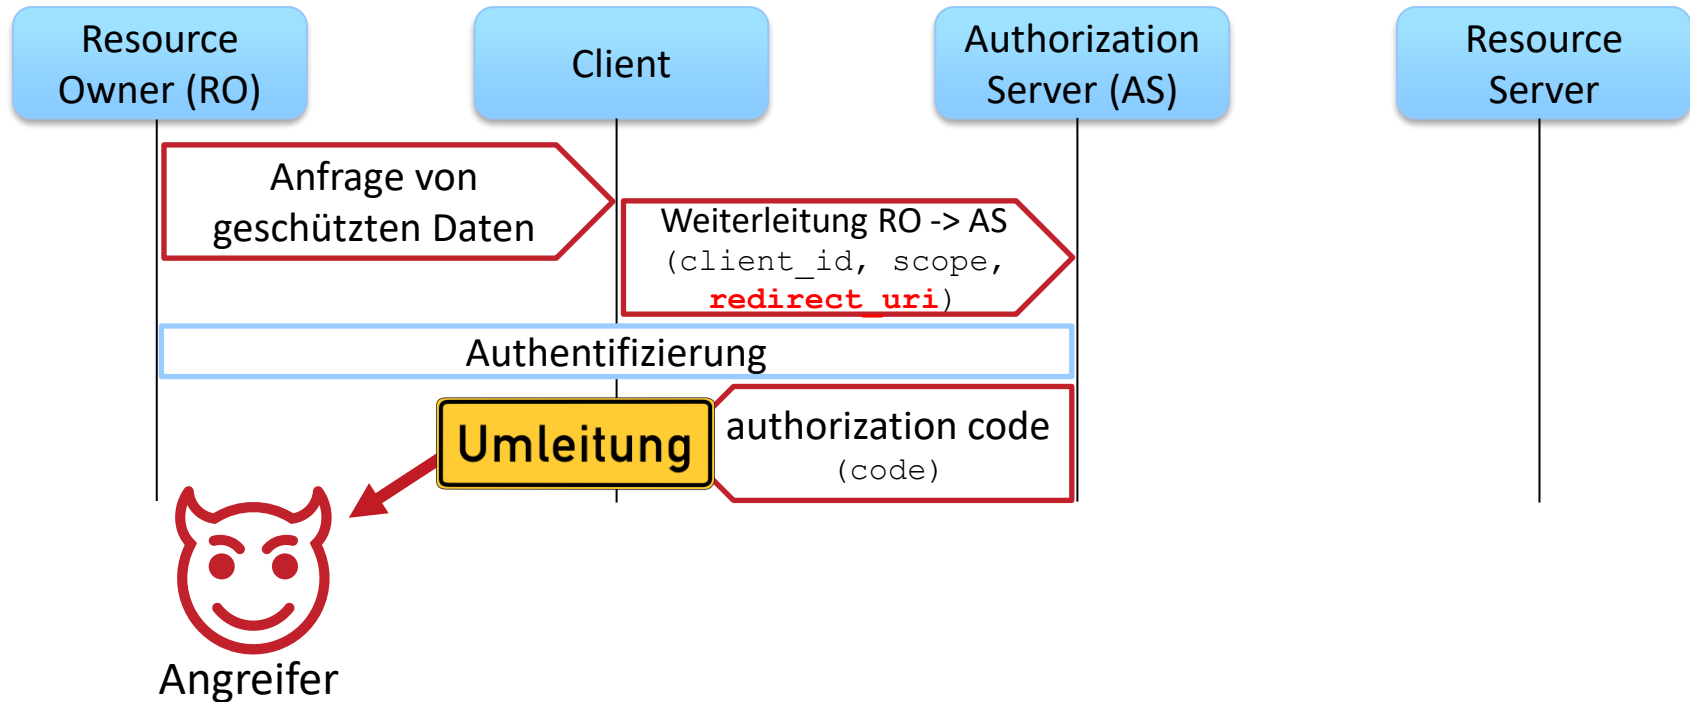 Resource
Owner (RO)
Client
Authorization
Server (AS)
Resource
Server
Anfrage von
geschützten Daten
Weiterleitung RO -> AS
(client_id, scope,
redirect_uri)
Authentifizierung
Umleitung
authorization code
(code)
Angreifer